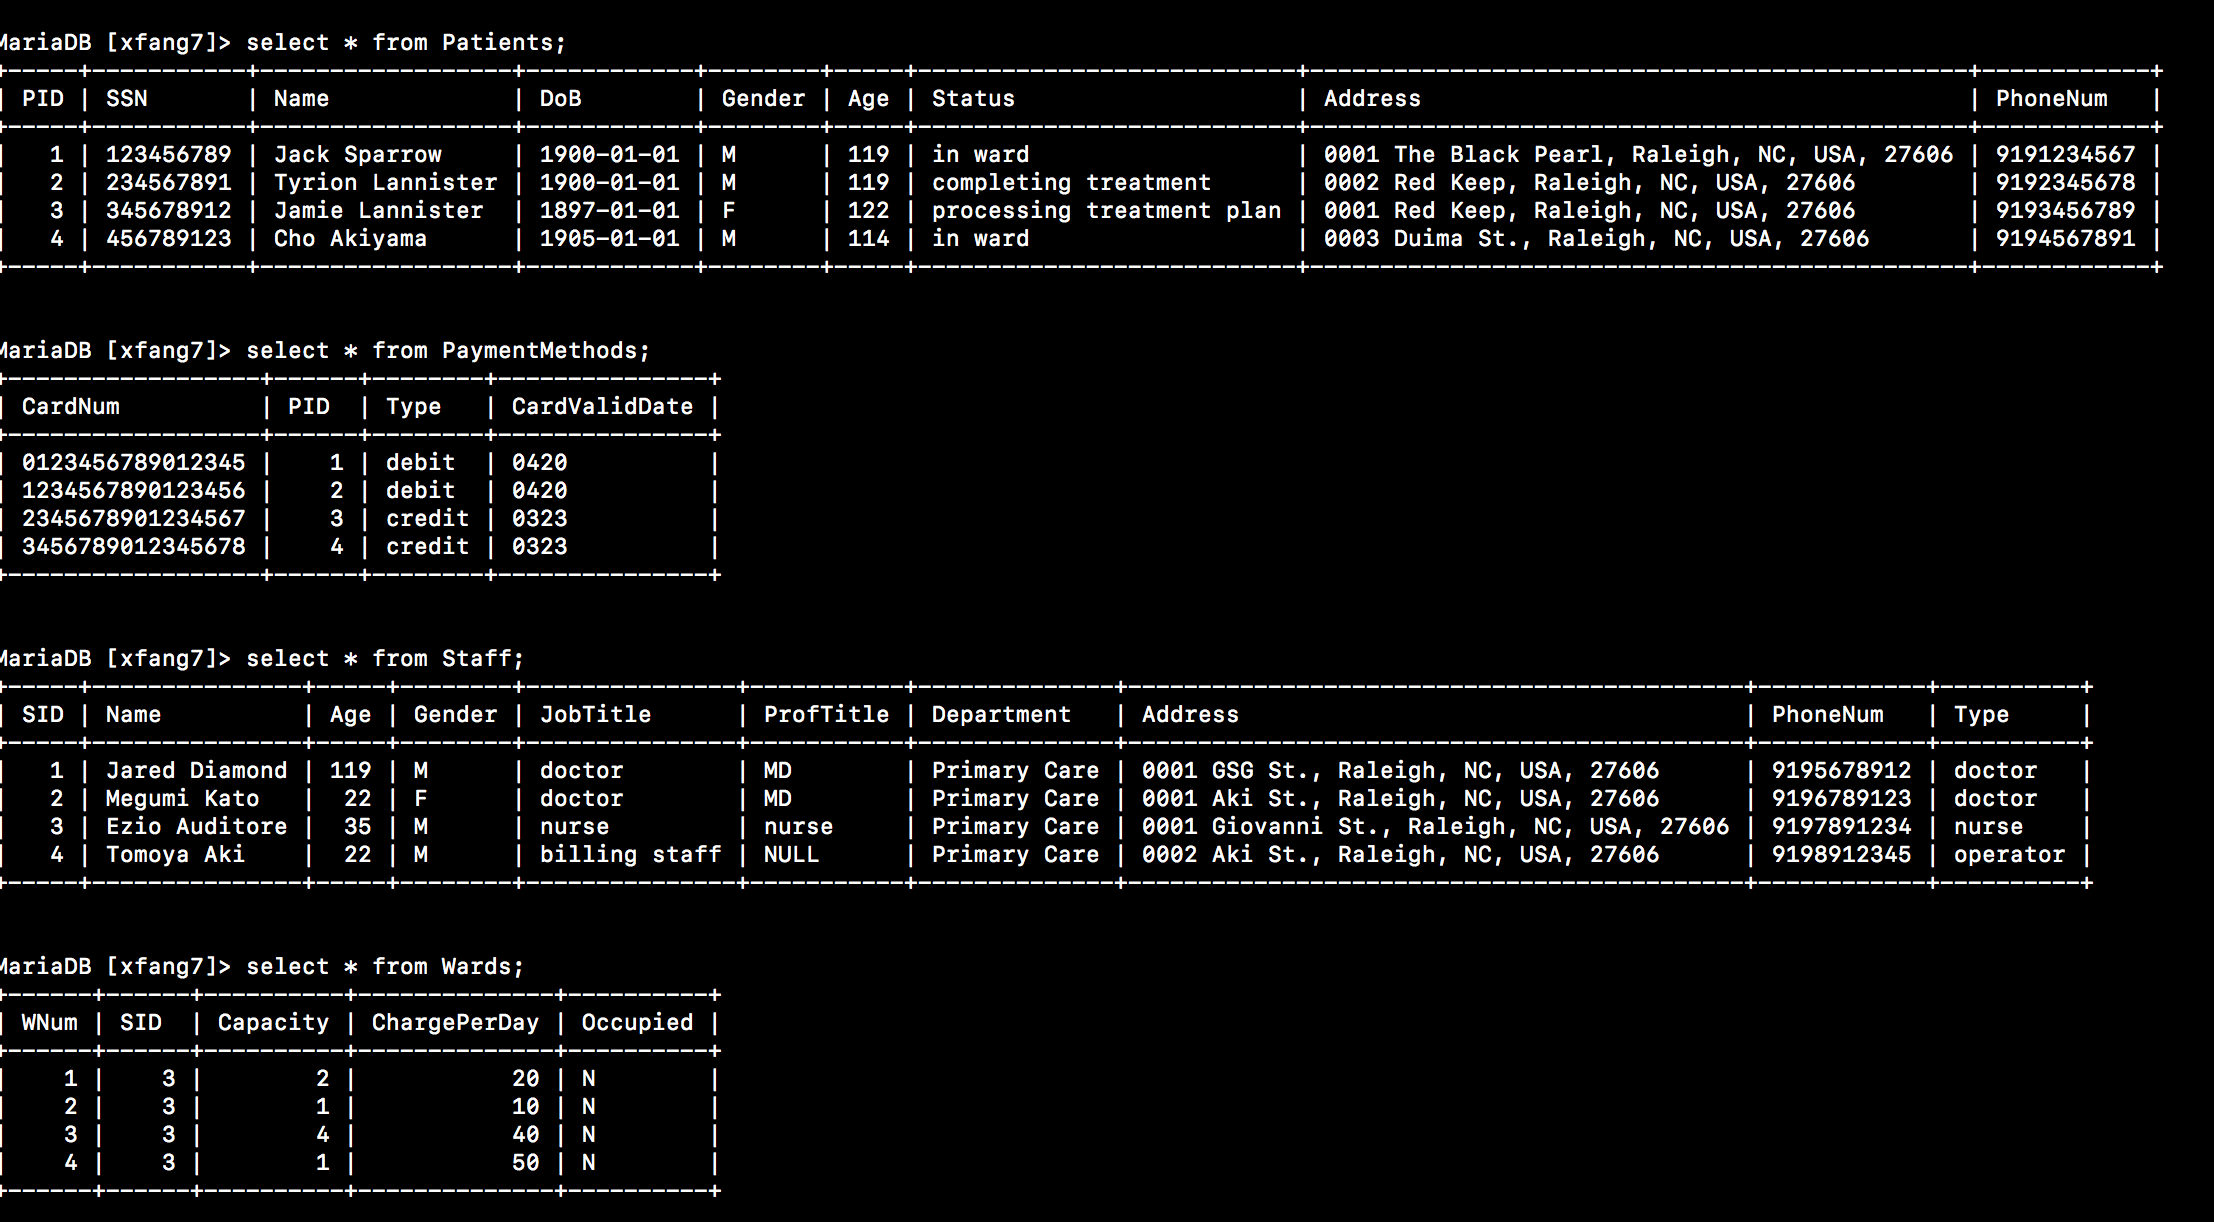 MariaDB [xfang7]> select * from Patients;
+-----+-----------+------------------+------------+--------+-----+---------------------------+-----------------------------------------------+------------+
| PID | SSN       | Name             | DoB        | Gender | Age | Status                    | Address                                       | PhoneNum   |
+-----+-----------+------------------+------------+--------+-----+---------------------------+-----------------------------------------------+------------+
|   1 | 123456789 | Jack Sparrow     | 1900-01-01 | M      | 119 | in ward                   | 0001 The Black Pearl, Raleigh, NC, USA, 27606 | 9191234567 |
|   2 | 234567891 | Tyrion Lannister | 1900-01-01 | M      | 119 | completing treatment      | 0002 Red Keep, Raleigh, NC, USA, 27606        | 9192345678 |
|   3 | 345678912 | Jamie Lannister  | 1897-01-01 | F      | 122 | processing treatment plan | 0001 Red Keep, Raleigh, NC, USA, 27606        | 9193456789 |
|   4 | 456789123 | Cho Akiyama      | 1905-01-01 | M      | 114 | in ward                   | 0003 Duima St., Raleigh, NC, USA, 27606       | 9194567891 |
+-----+-----------+------------------+------------+--------+-----+---------------------------+-----------------------------------------------+------------+
MariaDB [xfang7]> select * from PaymentMethods;
+------------------+------+--------+---------------+
| CardNum          | PID  | Type   | CardValidDate |
+------------------+------+--------+---------------+
| 0123456789012345 |    1 | debit  | 0420          |
| 1234567890123456 |    2 | debit  | 0420          |
| 2345678901234567 |    3 | credit | 0323          |
| 3456789012345678 |    4 | credit | 0323          |
+------------------+------+--------+---------------+
MariaDB [xfang7]> select * from Staff;
+-----+---------------+-----+--------+---------------+-----------+--------------+--------------------------------------------+------------+----------+
| SID | Name          | Age | Gender | JobTitle      | ProfTitle | Department   | Address                                    | PhoneNum   | Type     |
+-----+---------------+-----+--------+---------------+-----------+--------------+--------------------------------------------+------------+----------+
|   1 | Jared Diamond | 119 | M      | doctor        | MD        | Primary Care | 0001 GSG St., Raleigh, NC, USA, 27606      | 9195678912 | doctor   |
|   2 | Megumi Kato   |  22 | F      | doctor        | MD        | Primary Care | 0001 Aki St., Raleigh, NC, USA, 27606      | 9196789123 | doctor   |
|   3 | Ezio Auditore |  35 | M      | nurse         | nurse     | Primary Care | 0001 Giovanni St., Raleigh, NC, USA, 27606 | 9197891234 | nurse    |
|   4 | Tomoya Aki    |  22 | M      | billing staff | NULL      | Primary Care | 0002 Aki St., Raleigh, NC, USA, 27606      | 9198912345 | operator |
+-----+---------------+-----+--------+---------------+-----------+--------------+--------------------------------------------+------------+----------+
MariaDB [xfang7]> select * from Wards;
+------+------+----------+--------------+----------+
| WNum | SID  | Capacity | ChargePerDay | Occupied |
+------+------+----------+--------------+----------+
|    1 |    3 |        2 |           20 | N        |
|    2 |    3 |        1 |           10 | N        |
|    3 |    3 |        4 |           40 | N        |
|    4 |    3 |        1 |           50 | N        |
+------+------+----------+--------------+----------+